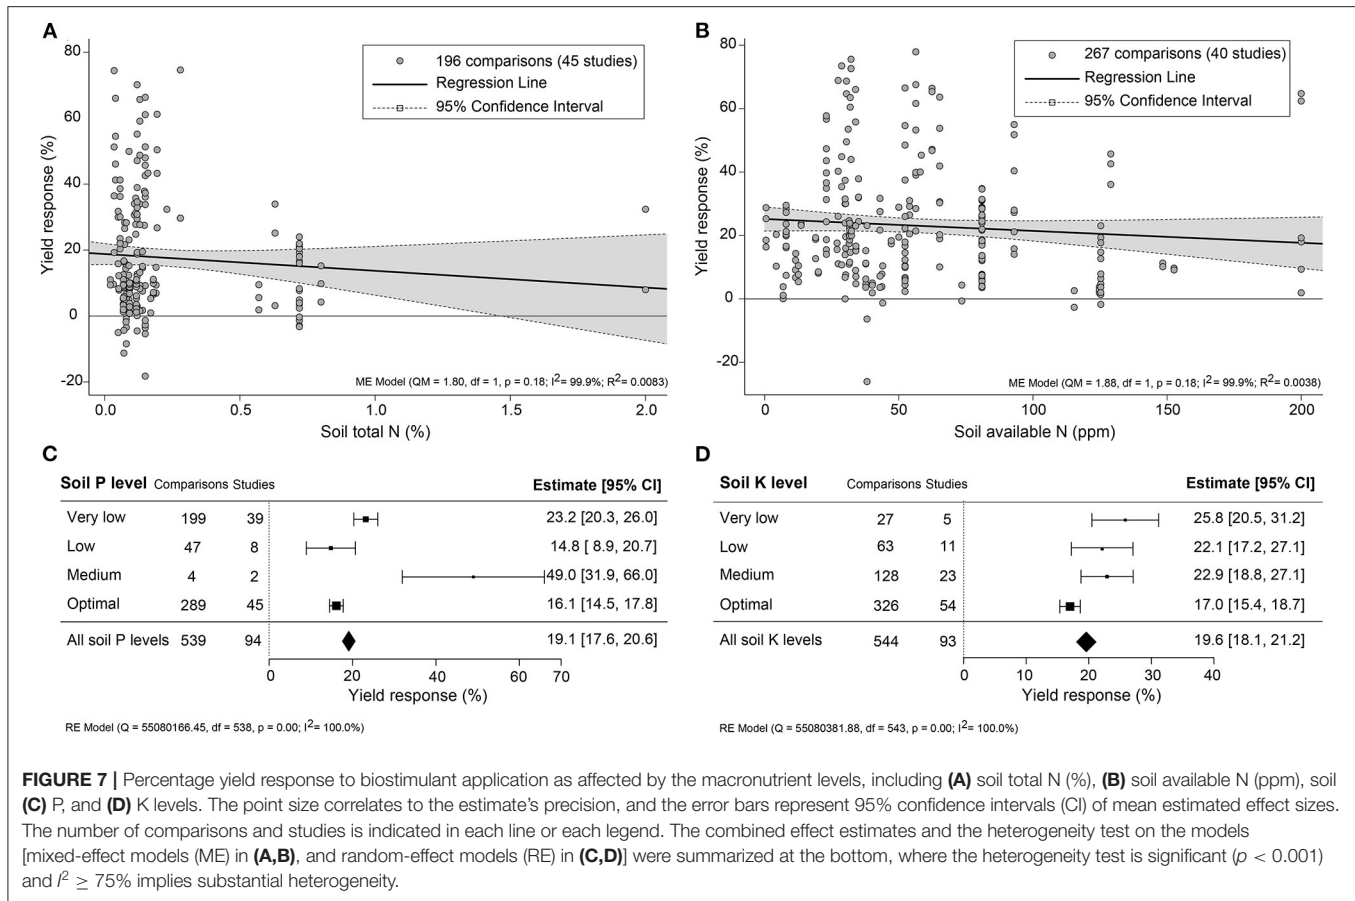 A
B
80
60
40
20
0
-20
Yield response (%)
196 comparisons (45 studies)
Regression Line
95% Confidence Interval
ME Model (QM = 1.80, df = 1, p = 0.18; I2= 99.9%; R2= 0.0083)
0.0 0.5 1.0 1.5 2.0
Soil total N (%)
80
60
40
20
0
-20
Yield response (%)
267 comparisons (40 studies)
Regression Line
95% Confidence Interval
ME Model (QM = 1.88, df = 1, p = 0.18; I2= 99.9%; R2= 0.0038)
0 50 100 150 200
Soil available N (ppm)
C
Soil P level Comparisons Studies Estimate [95% CI]
Very low 199 39 23.2 [20.3, 26.0]
Low 47 8 14.8 [ 8.9, 20.7]
Medium 4 2 49.0 [31.9, 66.0]
Optimal 289 45 16.1 [14.5, 17.8]
All soil P levels 539 94 19.1 [17.6, 20.6]
0 20 40 60 70
Yield response (%)
RE Model (Q = 55080166.45, df = 538, p = 0.00; I2= 100.0%)
D
Soil K level Comparisons Studies Estimate [95% CI]
Very low 27 5 25.8 [20.5, 31.2]
Low 63 11 22.1 [17.2, 27.1]
Medium 128 23 22.9 [18.8, 27.1]
Optimal 326 54 17.0 [15.4, 18.7]
All soil K levels 544 93 19.6 [18.1, 21.2]
0 10 20 30 40
Yield response (%)
RE Model (Q = 55080381.88, df = 543, p = 0.00; I2= 100.0%)
FIGURE 7 | Percentage yield response to biostimulant application as affected by the macronutrient levels, including (A) soil total N (%), (B) soil available N (ppm), soil
(C) P, and (D) K levels. The point size correlates to the estimate's precision, and the error bars represent 95% confidence intervals (CI) of mean estimated effect sizes.
The number of comparisons and studies is indicated in each line or each legend. The combined effect estimates and the heterogeneity test on the models
[mixed-effect models (ME) in (A,B), and random-effect models (RE) in (C,D)] were summarized at the bottom, where the heterogeneity test is significant (p < 0.001)
and I2 ≥ 75% implies substantial heterogeneity.